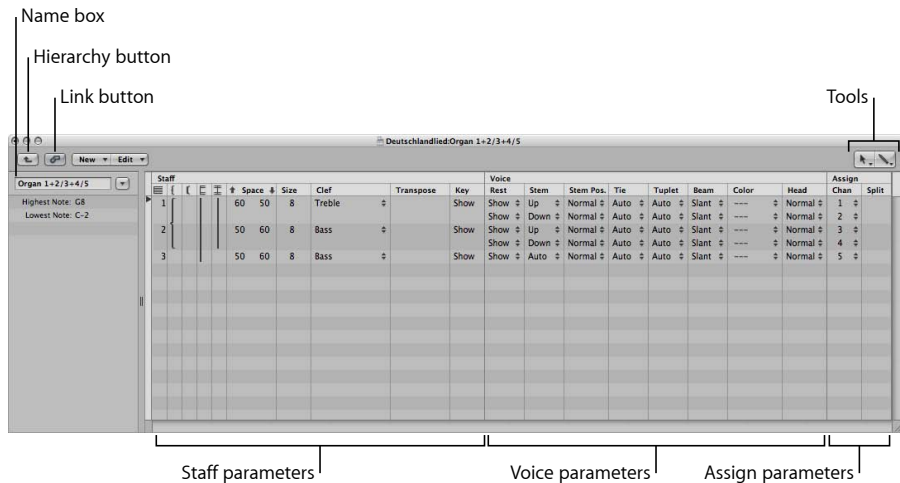 Name box
Hierarchy button
Link button
Tools
Deutschlandlied:Organ 1+2/3+4/5
New Edit
Organ 1+2/3+4/5
Highest Note: G8
Lowest Note: C-2
Staff Voice Assign
Space Size Clef Transpose Key Rest Stem Stem Pos. Tie Tuplet Beam Color Head Chan Split
1 60 50 8 Treble Show Show Up Normal Auto Auto Slant --- Normal 1
Show Down Normal Auto Auto Slant --- Normal 2
2 50 60 8 Bass Show Show Up Normal Auto Auto Slant --- Normal 3
Show Down Normal Auto Auto Slant --- Normal 4
3 50 60 8 Bass Show Show Auto Normal Auto Auto Slant --- Normal 5
Staff parameters Voice parameters Assign parameters